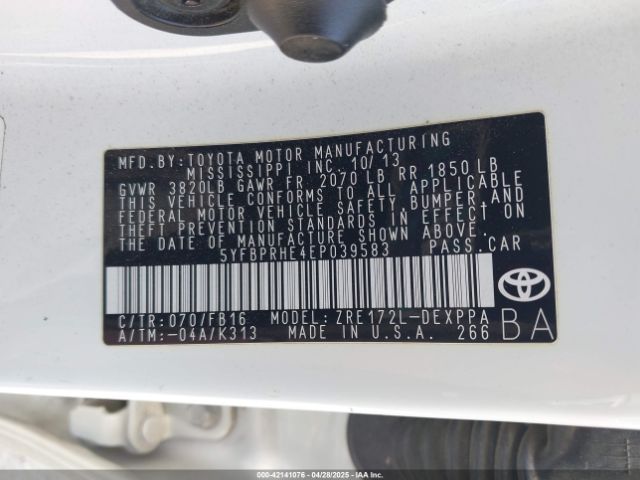 MFD.BY:TOYOTA MOTOR MANUFACTURING
MISSISSIPPI INC. 10/13
GVWR 3820LB GAWR FR 2070 LB RR 1850 LB
THIS VEHICLE CONFORMS TO ALL APPLICABLE
FEDERAL MOTOR VEHICLE SAFETY,BUMPER,AND
THEFT PREVENTION STANDARDS IN EFFECT ON
THE DATE OF MANUFACTURE SHOWN ABOVE.
5YFBPRHE4EP039583 PASS.CAR
C/TR:070/FB16 MODEL:ZRE172L-DEXPPA
A/TM:-04A/K313 MADE IN U.S.A. 266
BA
000-42141076 04/28/2025 IAA Inc.